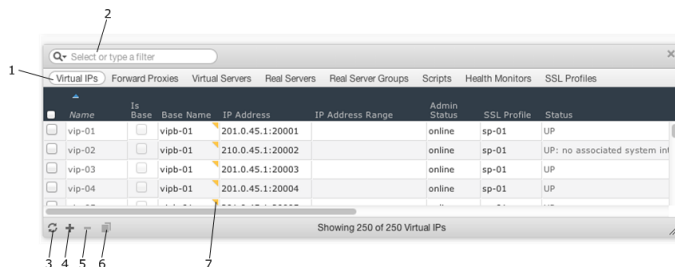 2
Select or type a filter
1
Virtual IPs Forward Proxies Virtual Servers Real Servers Real Server Groups Scripts Health Monitors SSL Profiles
Name Is Base Base Name IP Address IP Address Range Admin Status SSL Profile Status
vip-01 vipb-01 201.0.45.1:20001 online sp-01 UP
vip-02 vipb-01 210.0.45.1:20002 online sp-01 UP: no associated system int
vip-03 vipb-01 201.0.45.1:20003 online sp-01 UP
vip-04 vipb-01 201.0.45.1:20004 online sp-01 UP
Showing 250 of 250 Virtual IPs
3 4 5 6 7